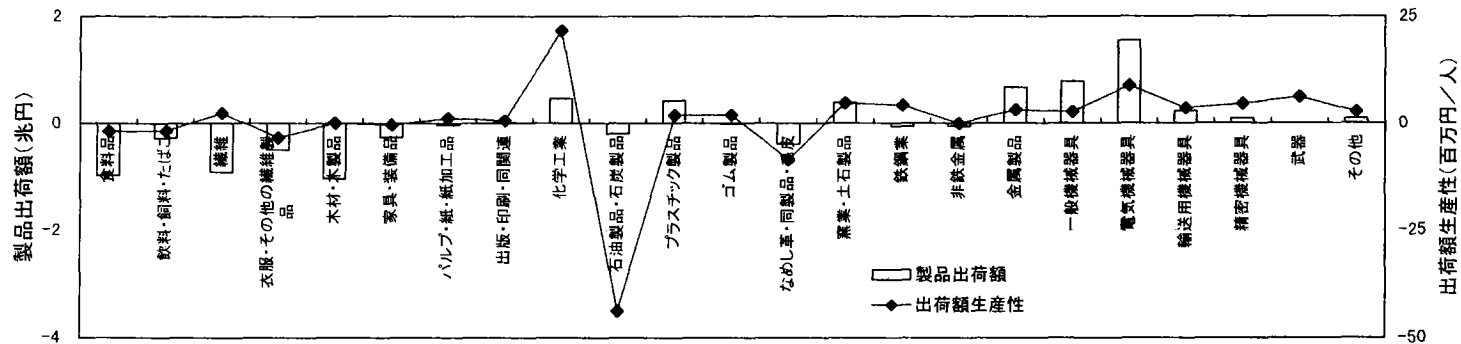 製品出荷額(兆円)
2
0
-2
-4
食料品
飲料・飼料・たばこ
繊維
衣服・その他の繊維製
品
木材・木製品
家具・装備品
パルプ・紙・紙加工品
出版・印刷・同関連
化学工業
石油製品・石炭製品
プラスチック製品
ゴム製品
なめし革・同製品・毛皮
窯業・土石製品
鉄鋼業
非鉄金属
金属製品
一般機械器具
電気機械器具
輸送用機械器具
精密機械器具
武器
その他
製品出荷額
出荷額生産性
25
0
-25
-50
出荷額生産性(百万円/人)